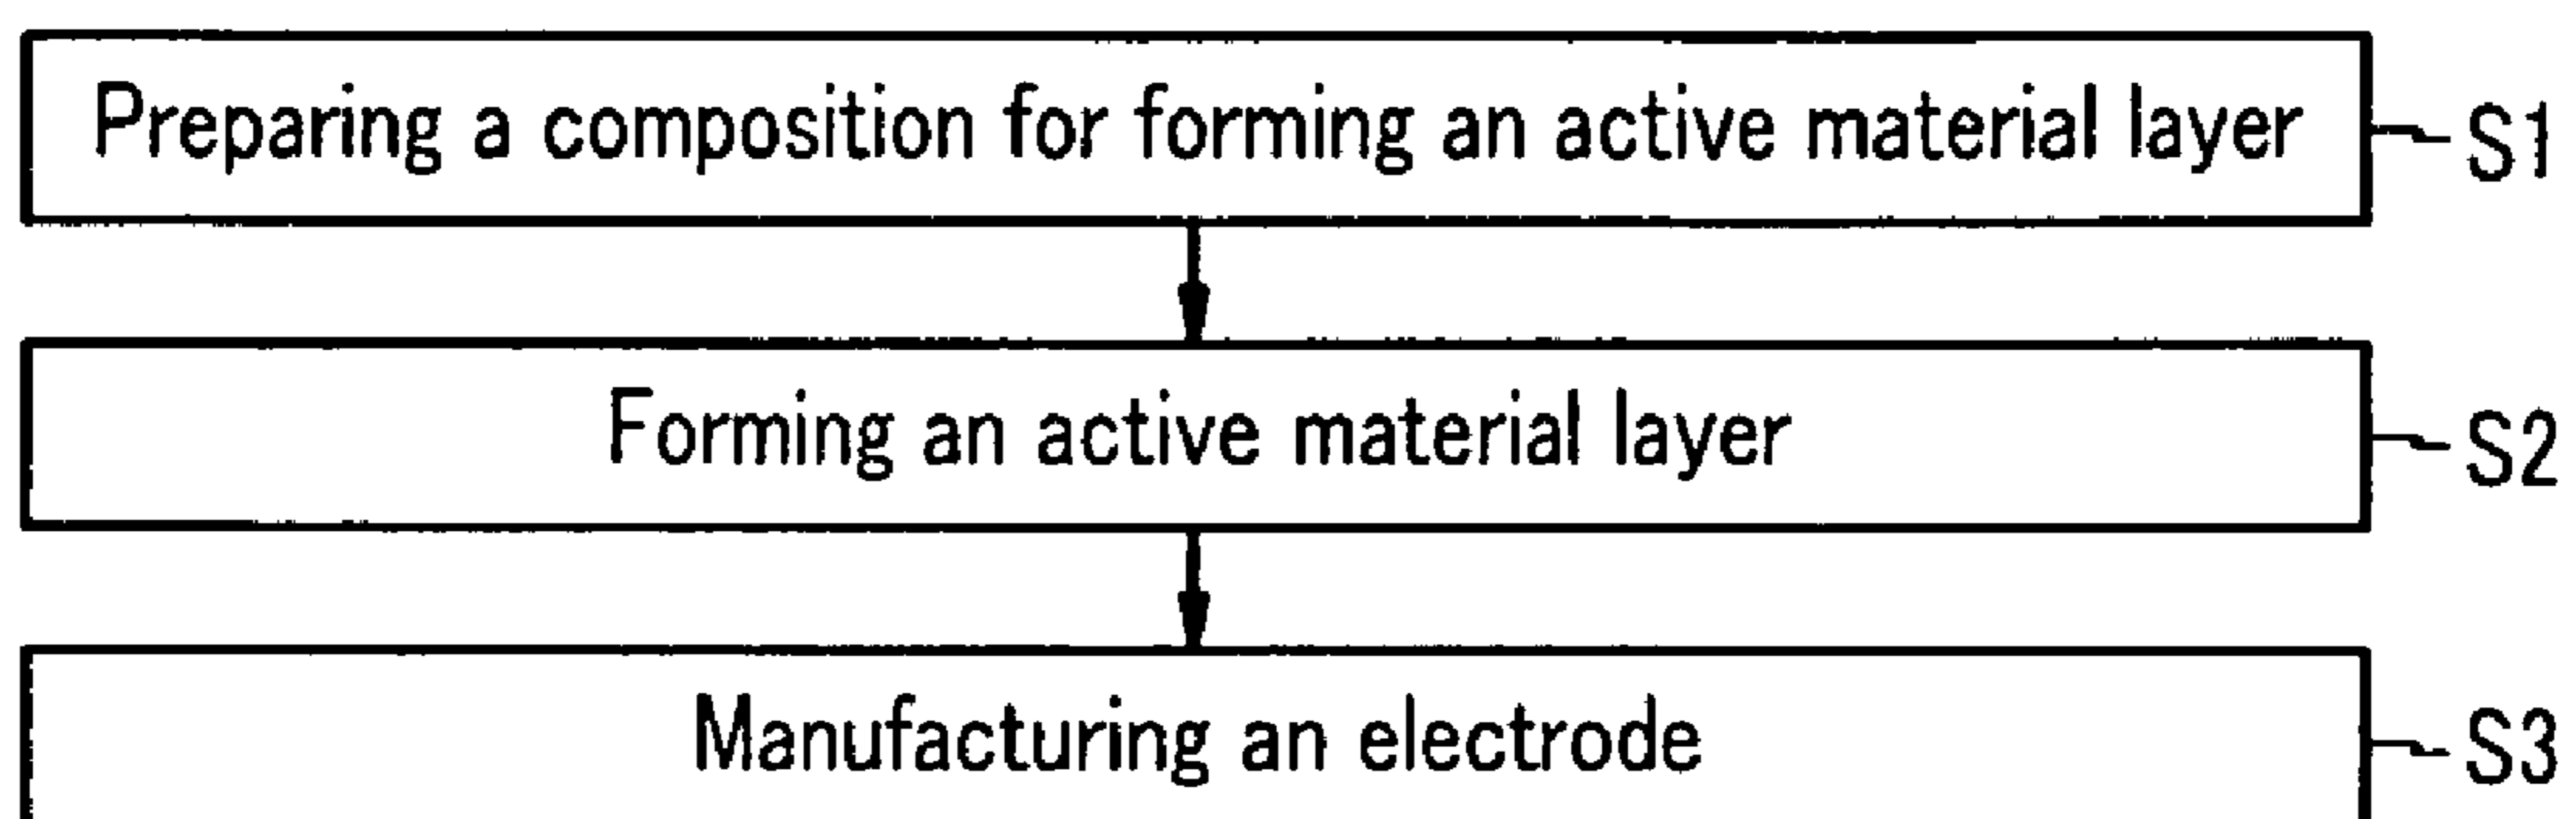 Preparing a composition for forming an active material layer S1
Forming an active material layer S2
Manufacturing an electrode S3